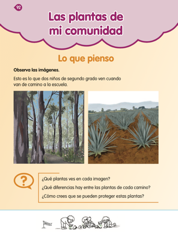 Las plantas de
mi comunidad
Lo que pienso
Observa las imágenes.
Esto es lo que dos niños de segundo grado ven cuando
van de camino a la escuela.
¿Qué plantas ves en cada imagen?
¿Qué diferencias hay entre las plantas de cada camino?
¿Cómo crees que se pueden proteger estas plantas?